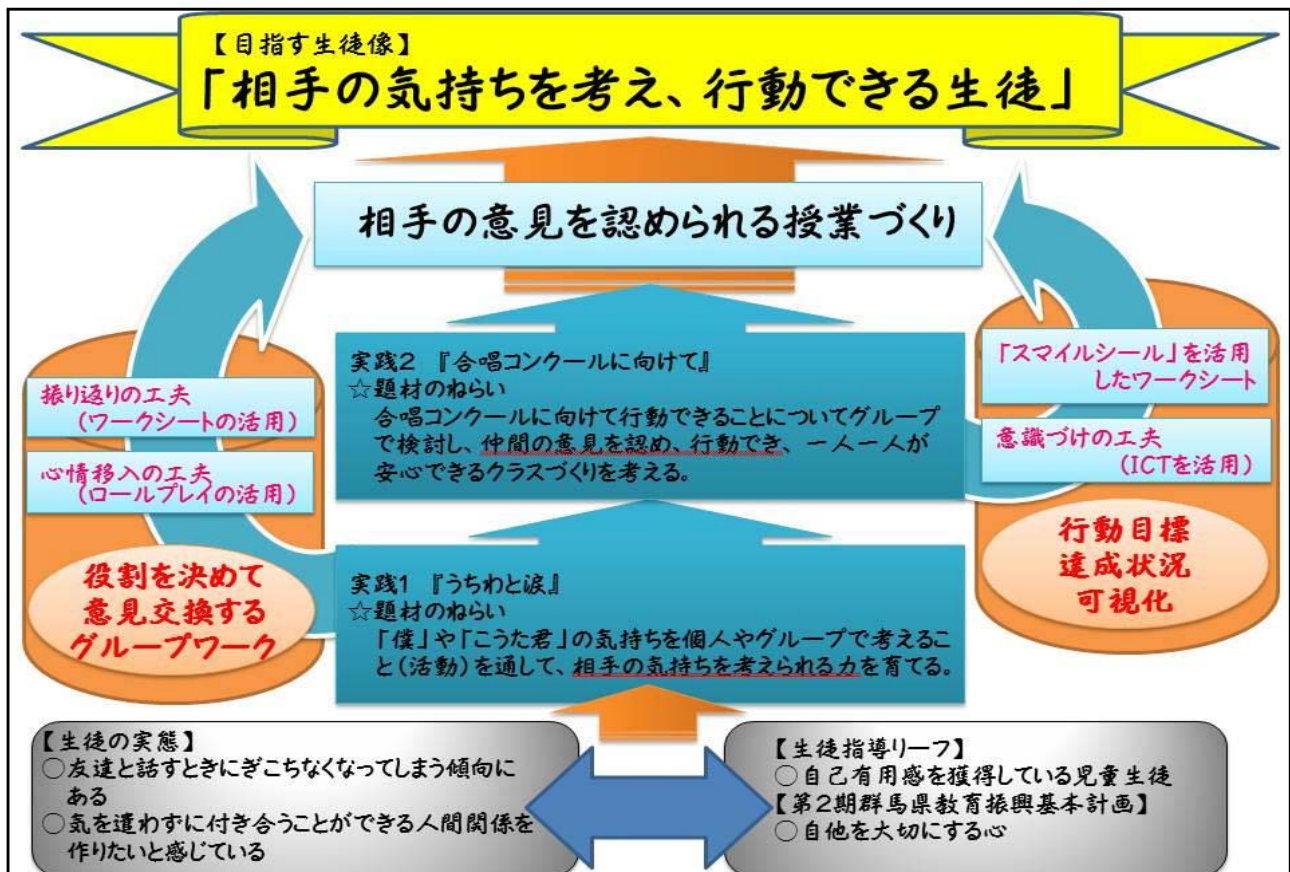 【目指す生徒像】
「相手の気持ちを考え、行動できる生徒」
相手の意見を認められる授業づくり
振り返りの工夫
(ワークシートの活用)
心情移入の工夫
(ロールプレイの活用)
役割を決めて
意見交換する
グループワーク
実践2 『合唱コンクールに向けて』
☆題材のねらい
合唱コンクールに向けて行動できることについてグループ
で検討し、仲間の意見を認め、行動でき、一人一人が
安心できるクラスづくりを考える。
「スマイルシール」を活用
したワークシート
意識づけの工夫
(ICTを活用)
行動目標
達成状況
可視化
実践1 『うちわと涙』
☆題材のねらい
「僕」や「こうた君」の気持ちを個人やグループで考えるこ
と(活動)を通して、相手の気持ちを考えられる力を育てる。
【生徒の実態】
○友達と話すときにぎこちなくなってしまう傾向に
ある
○気を遣わずに付き合うことができる人間関係を
作りたいと感じている
【生徒指導リーフ】
○自己有用感を獲得している児童生徒
【第2期群馬県教育振興基本計画】
○自他を大切にする心